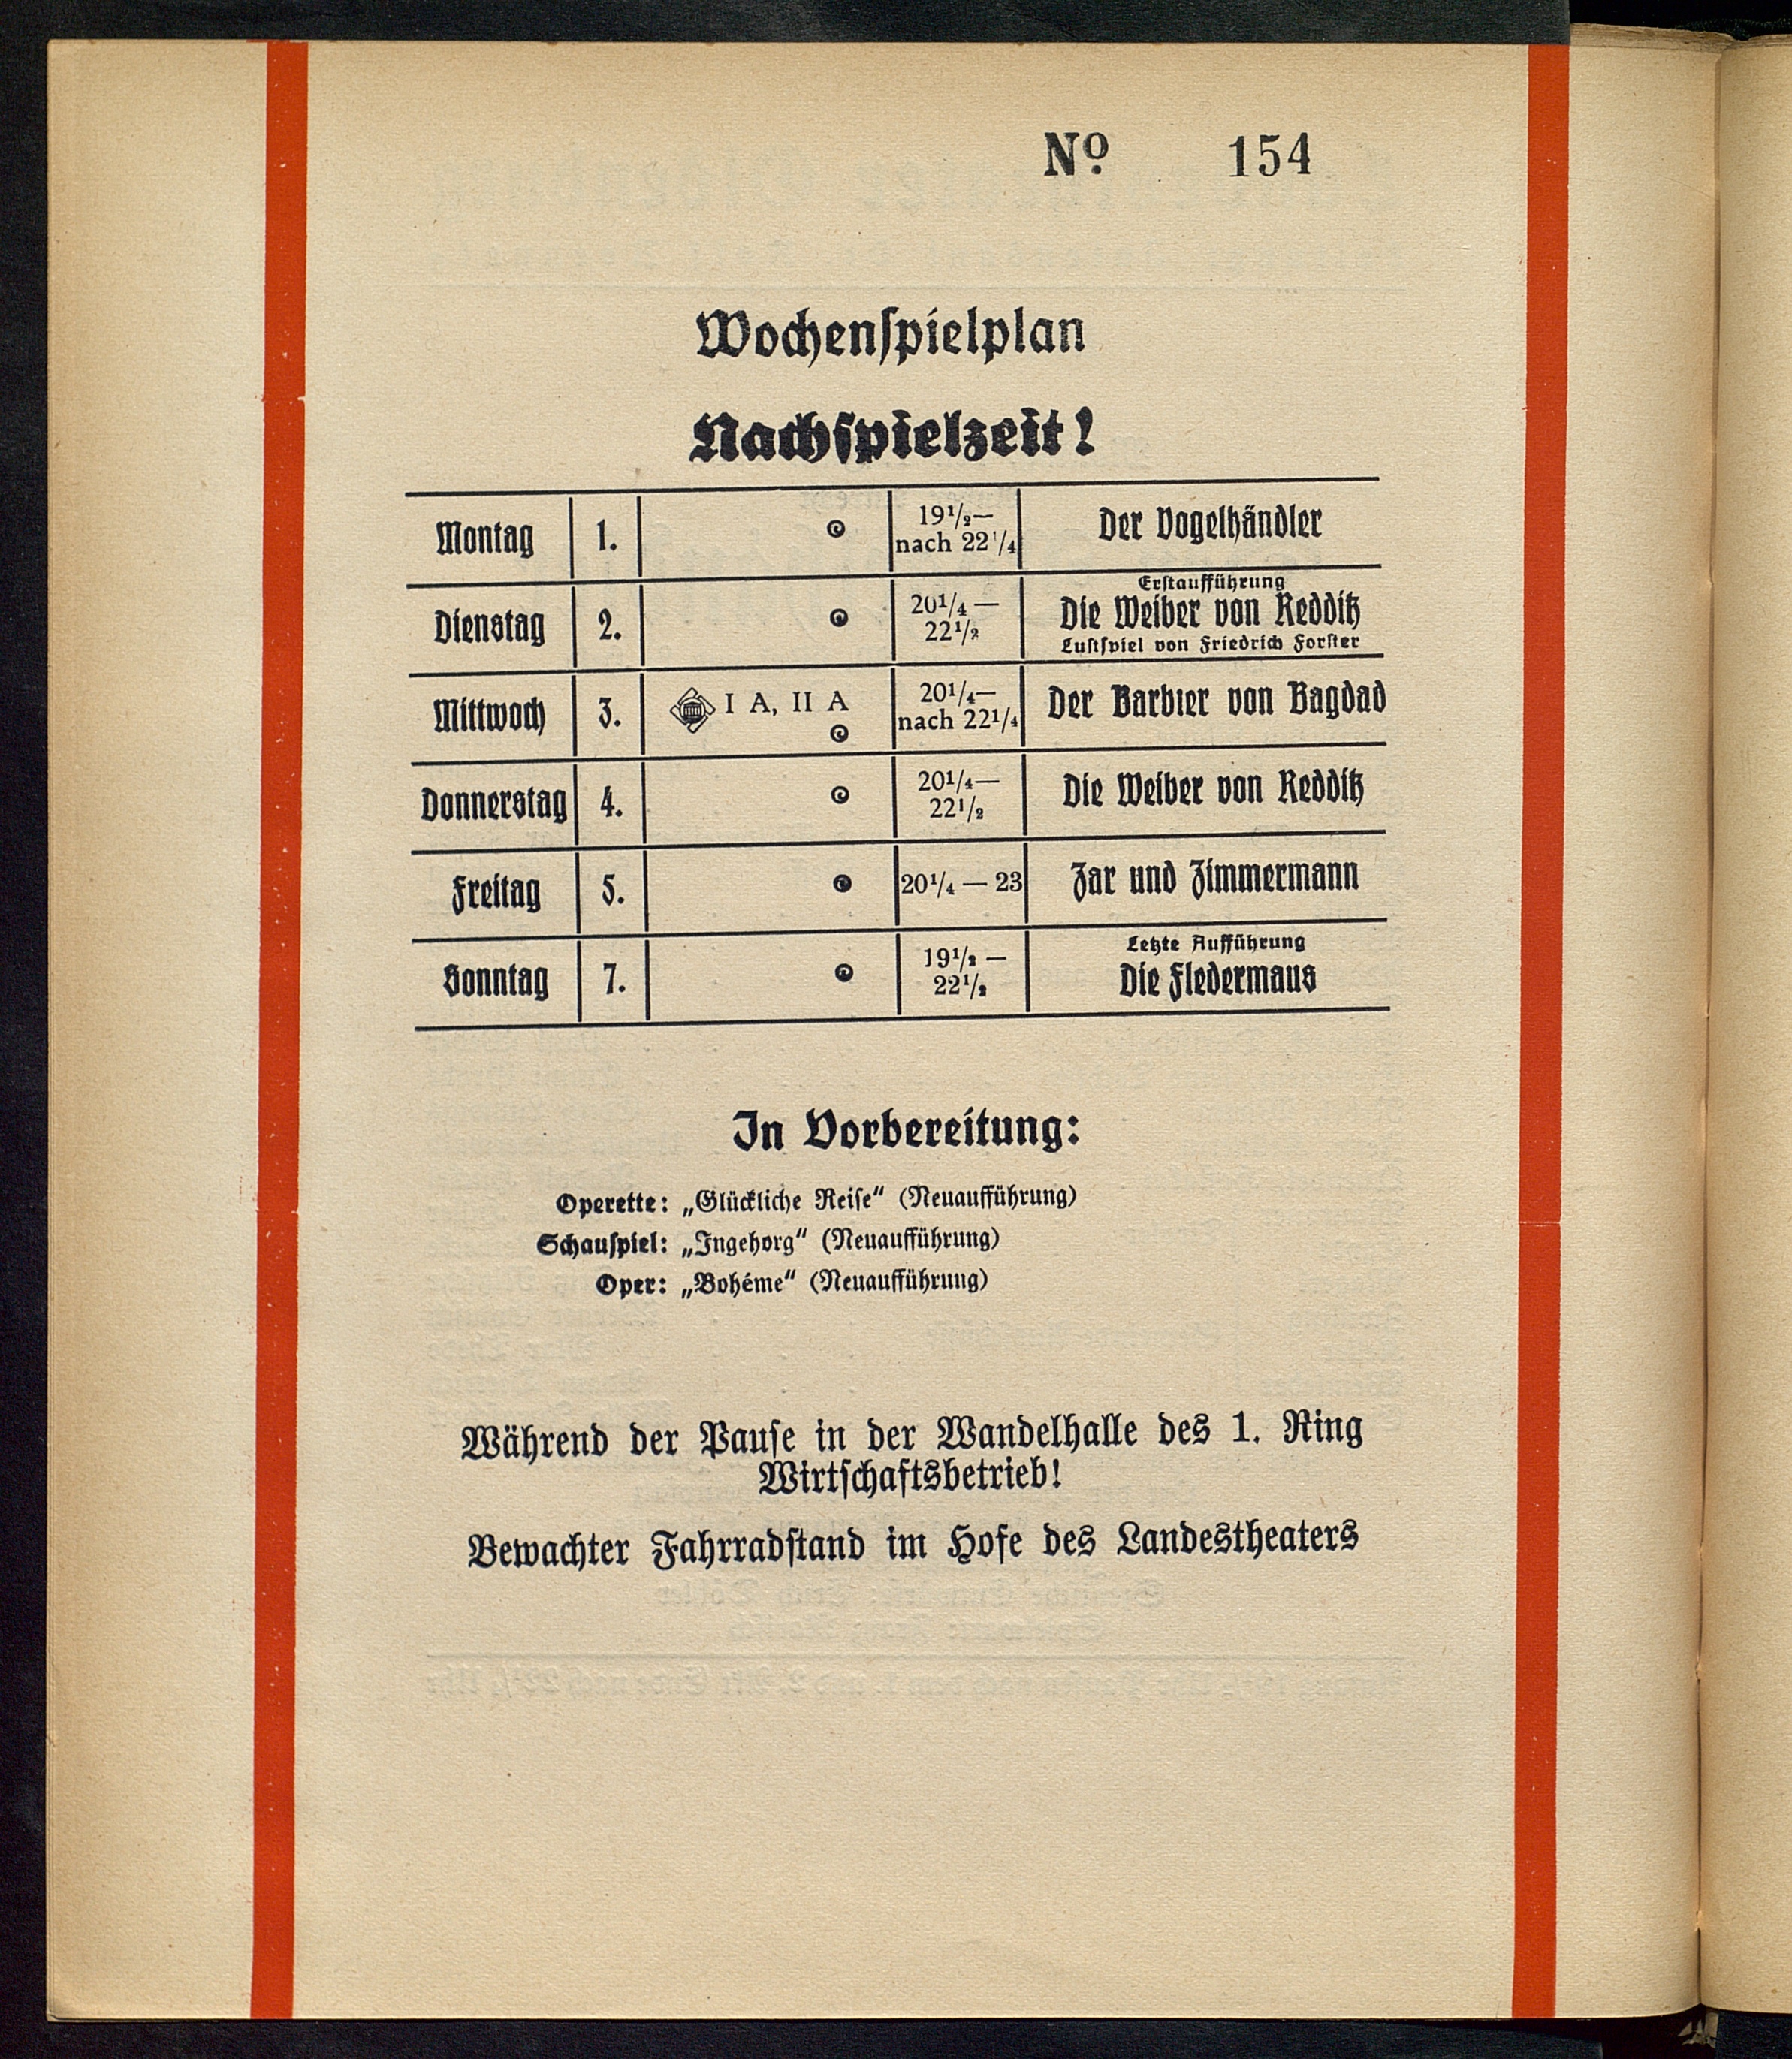 Nº 154
Wochenspielplan
Nachspielzeit!
Montag 1. 19¹/₂— nach 22¹/₄ Der Vogelhändler
Erstaufführung
Dienstag 2. 20¹/₄— 22¹/₂ Die Weiber von Redditz
Lustspiel von Friedrich Forster
Mittwoch 3. I A, II A 20¹/₄— nach 22¹/₄ Der Barbier von Bagdad
Donnerstag 4. 20¹/₄— 22¹/₂ Die Weiber von Redditz
Freitag 5. 20¹/₄ — 23 Zar und Zimmermann
Letzte Aufführung
Sonntag 7. 19¹/₂ — 22¹/₂ Die Fledermaus
In Vorbereitung:
Operette: „Glückliche Reise“ (Neuaufführung)
Schauspiel: „Ingeborg“ (Neuaufführung)
Oper: „Bohéme“ (Neuaufführung)
Während der Pause in der Wandelhalle des 1. Ring
Wirtschaftsbetrieb!
Bewachter Fahrradstand im Hofe des Landestheaters